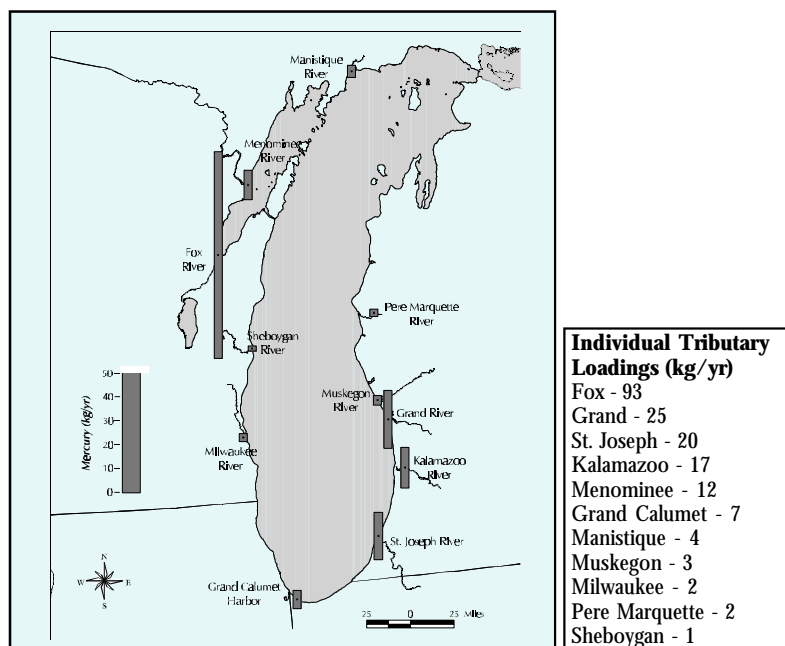 Manistique
River
Menominee
River
Fox
River
Pere Marquette
River
Sheboygan
River
50
40
30
20
10
0
Mercury (kg/yr)
Muskegon
River
Grand River
Milwaukee
River
Kalamazoo
River
St. Joseph River
N
W
E
S
Grand Calumet
Harbor
25 0 25 Miles
Individual Tributary
Loadings (kg/yr)
Fox - 93
Grand - 25
St. Joseph - 20
Kalamazoo - 17
Menominee - 12
Grand Calumet - 7
Manistique - 4
Muskegon - 3
Milwaukee - 2
Pere Marquette - 2
Sheboygan - 1